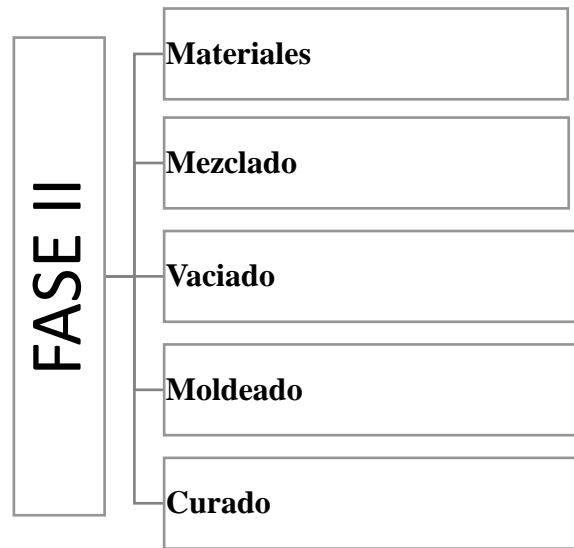 FASE II
Materiales
Mezclado
Vaciado
Moldeado
Curado